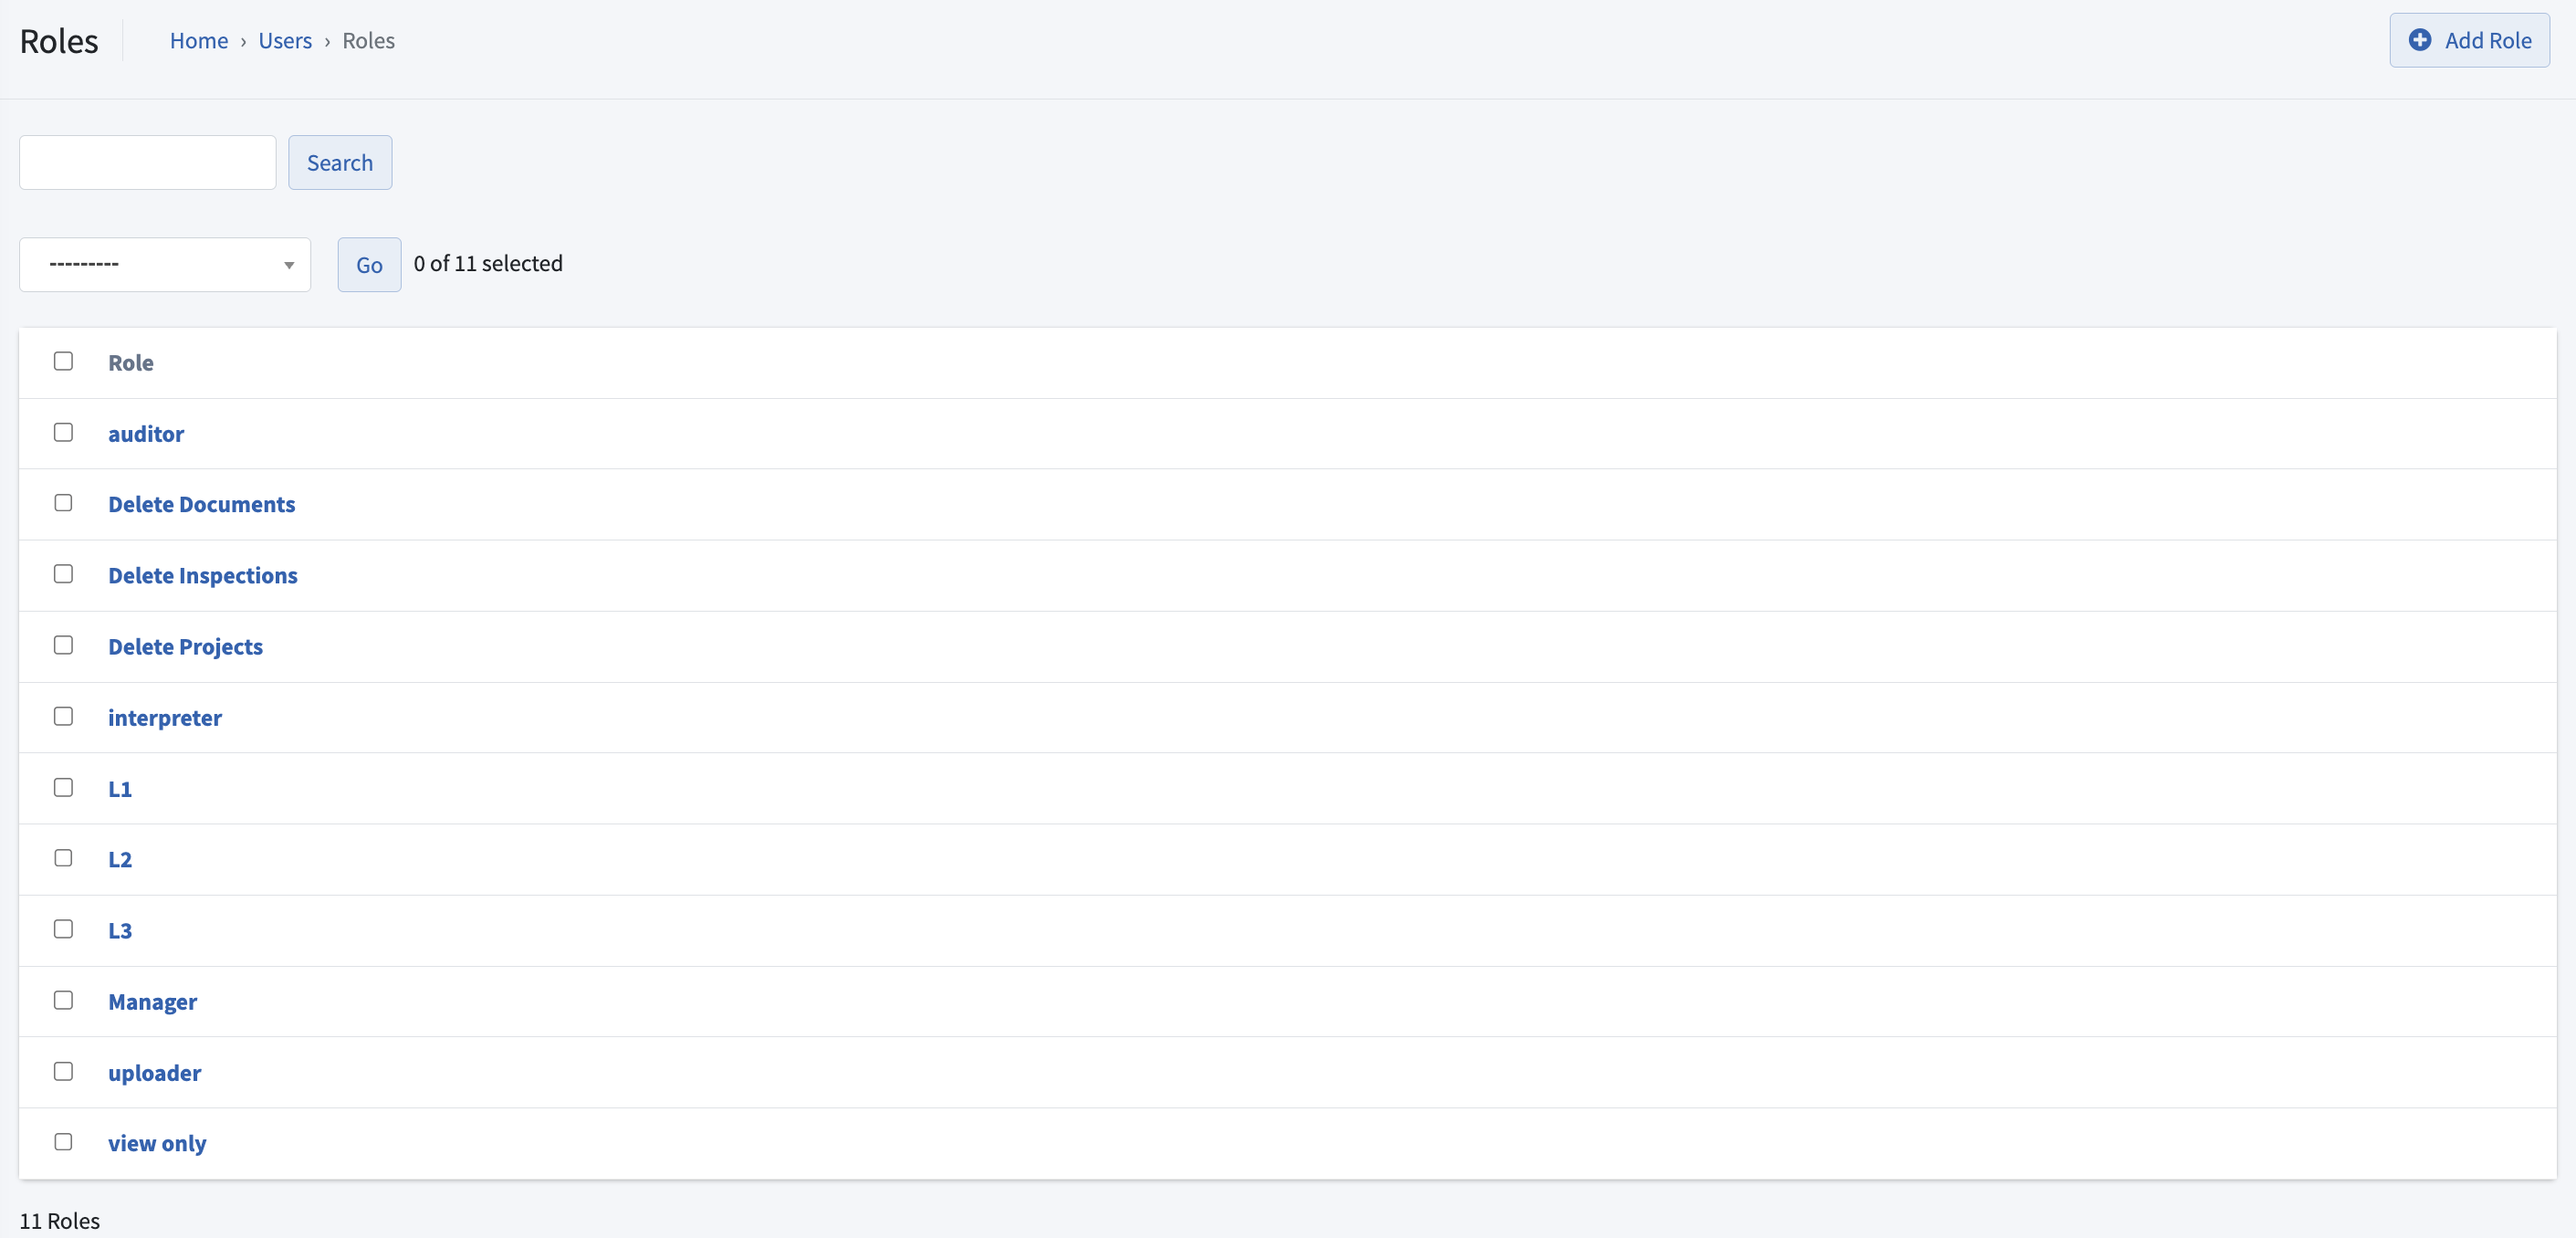 Roles
Home › Users › Roles
Add Role
Search
---------
Go
0 of 11 selected
Role
auditor
Delete Documents
Delete Inspections
Delete Projects
interpreter
L1
L2
L3
Manager
uploader
view only
11 Roles